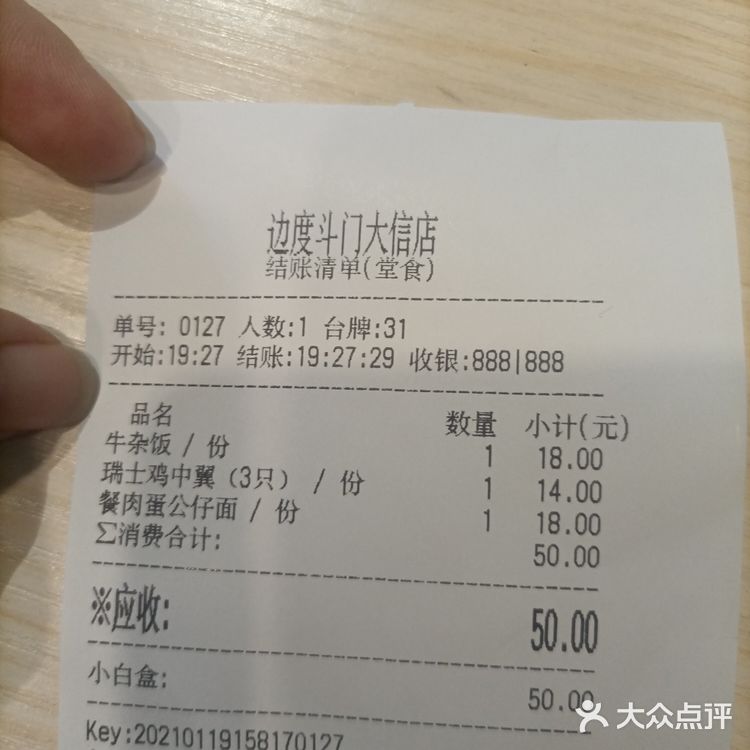 边度斗门大信店
结账清单(堂食)
单号: 0127 人数:1 台牌:31
开始:19:27 结账:19:27:29 收银:888|888
品名 数量 小计(元)
牛杂饭 / 份 1 18.00
瑞士鸡中翼（3只） / 份 1 14.00
餐肉蛋公仔面 / 份 1 18.00
Σ消费合计: 50.00
※应收: 50.00
小白盒: 50.00
Key:20210119158170127
大众点评